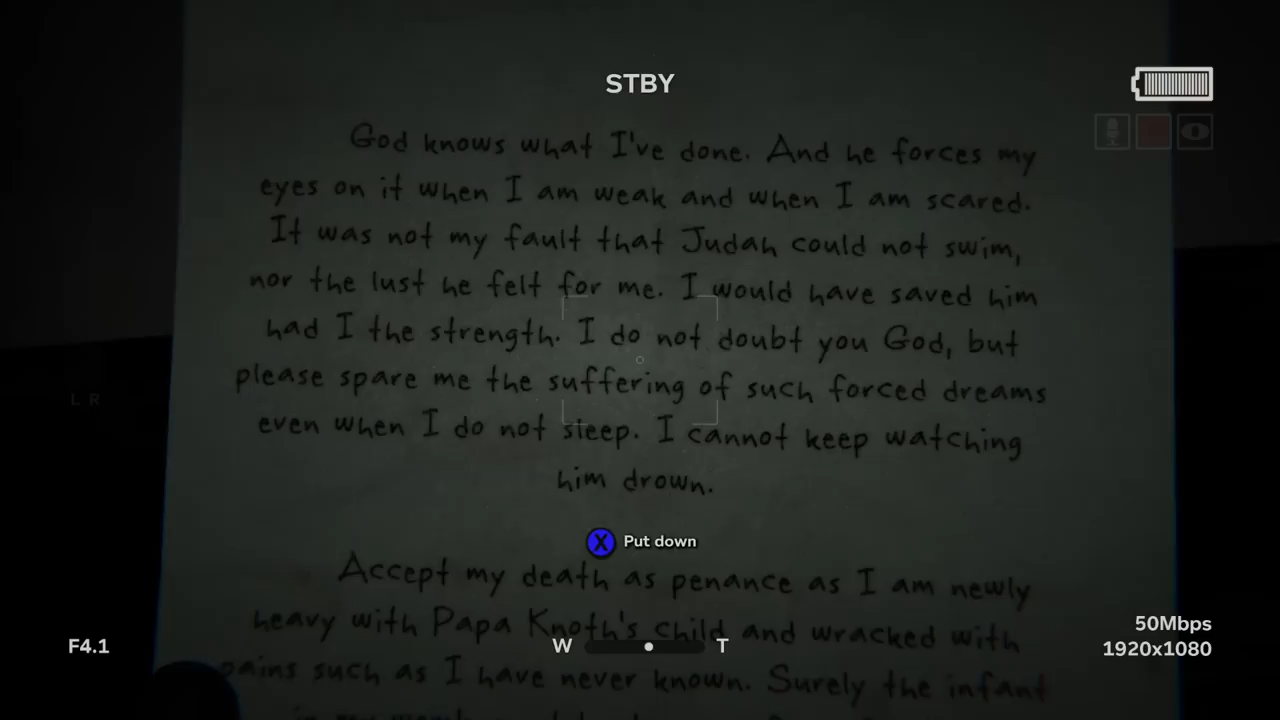 STBY
God knows what I've done. And he forces my
eyes on it when I am weak and when I am scared.
It was not my fault that Judah could not swim,
nor the lust he felt for me. I would have saved him
had I the strength. I do not doubt you God, but
please spare me the suffering of such forced dreams
L R
even when I do not sleep. I cannot keep watching
him drown.
X Put down
Accept my death as penance as I am newly
heavy with Papa Knoth's child and wracked with
50Mbps
F4.1
W T
1920x1080
pains such as I have never known. Surely the infant
in my womb